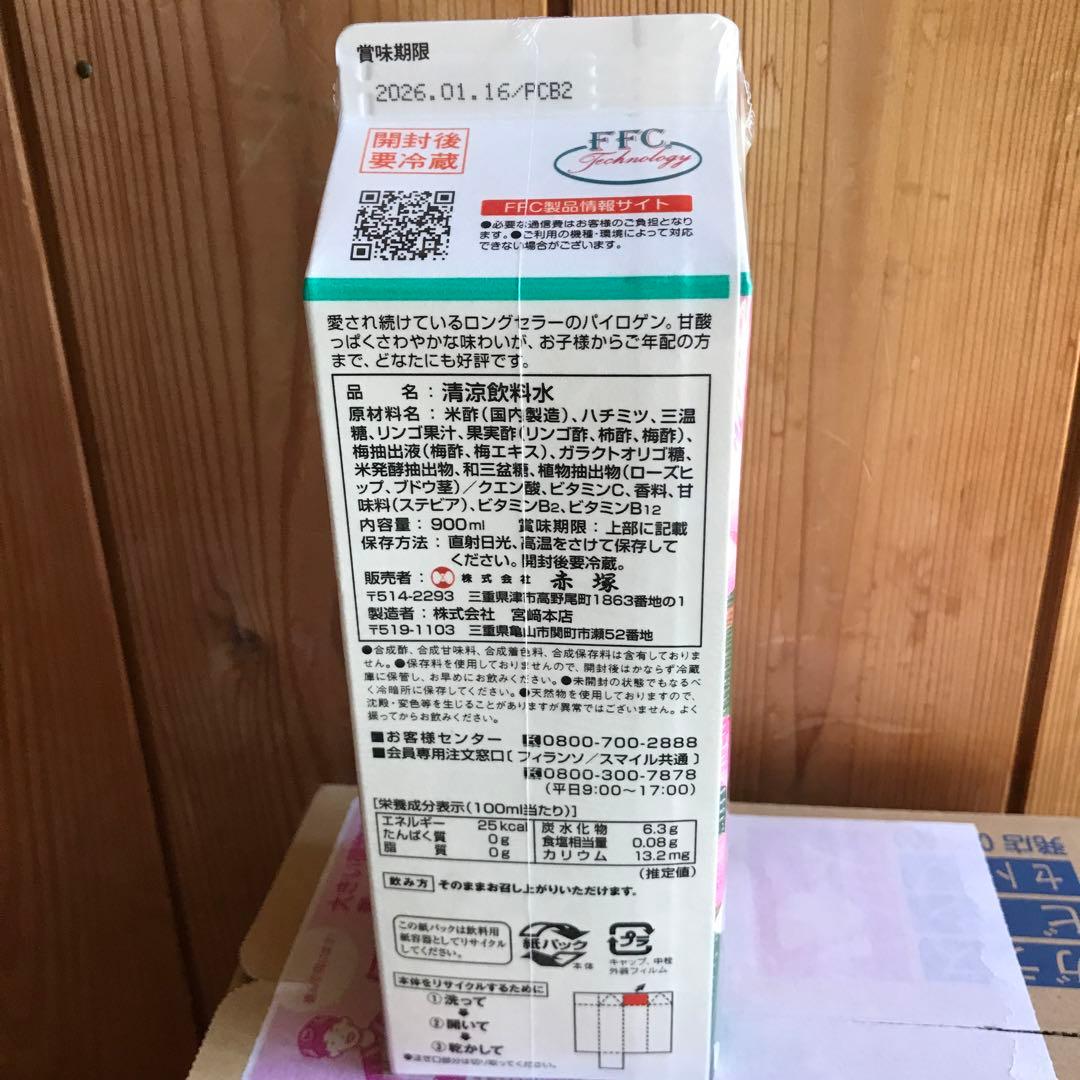 賞味期限
2026.01.16/PCB2
開封後
要冷蔵
FFC
Technology
FFC製品情報サイト
●必要な通信費はお客様のご負担となり
ます。●ご利用の機種・環境によって対応
できない場合がございます。
愛され続けているロングセラーのパイロゲン。甘酸
っぱくさわやかな味わいが、お子様からご年配の方
まで、どなたにも好評です。
品 名：清涼飲料水
原材料名：米酢(国内製造)、ハチミツ、三温
糖、リンゴ果汁、果実酢(リンゴ酢、柿酢、梅酢)、
梅抽出液(梅酢、梅エキス)、ガラクトオリゴ糖、
米発酵抽出物、和三盆糖、植物抽出物(ローズヒ
ップ、ブドウ茎)／クエン酸、ビタミンC、香料、甘
味料(ステビア)、ビタミンB2、ビタミンB12
内容量：900ml 賞味期限：上部に記載
保存方法：直射日光、高温をさけて保存して
ください。開封後要冷蔵。
販売者：株式会社 赤塚
〒514-2293 三重県津市高野尾町1863番地の1
製造者：株式会社 宮﨑本店
〒519-1103 三重県亀山市関町市瀬52番地
●合成酢、合成甘味料、合成着色料、合成保存料は含有しておりま
せん。●保存料を使用しておりませんので、開封後はかならず冷蔵
庫に保管し、お早めにお飲みください。●未開封の状態でもなるべ
く冷暗所に保存してください。●天然物を使用しておりますので、
沈殿・変色等を生じることがありますが異常ではございません。よく
振ってからお飲みください。
■お客様センター 0800-700-2888
■会員専用注文窓口〔フィランソ／スマイル共通〕
0800-300-7878
(平日9:00～17:00)
[栄養成分表示(100ml当たり)]
エネルギー 25kcal 炭水化物 6.3g
たんぱく質 0g 食塩相当量 0.08g
脂質 0g カリウム 13.2mg
(推定値)
飲み方 そのままお召し上がりいただけます。
この紙パックは飲料用
紙容器としてリサイクル
してください。
紙パック
本体
プラ
キャップ、中栓
外装フィルム
本体をリサイクルするために
①洗って
②開いて
③乾かして
●注出口部分は切り取ってください。